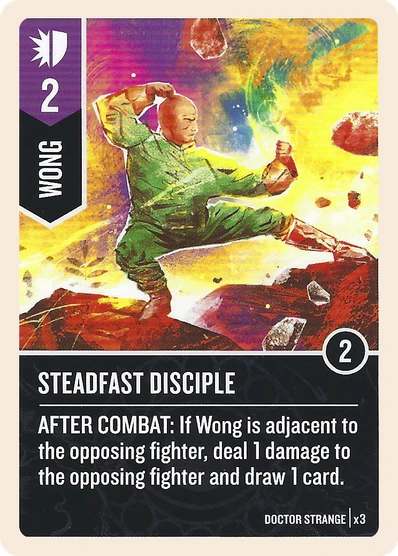 2
WONG
2
STEADFAST DISCIPLE
AFTER COMBAT: If Wong is adjacent to
the opposing fighter, deal 1 damage to
the opposing fighter and draw 1 card.
DOCTOR STRANGE | x3